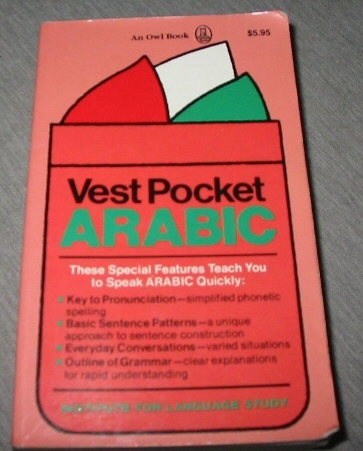 An Owl Book
$5.95
Vest Pocket
ARABIC
These Special Features Teach You
to Speak ARABIC Quickly:
Key to Pronunciation—simplified phonetic
spelling
Basic Sentence Patterns—a unique
approach to sentence construction
Everyday Conversations—varied situations
Outline of Grammar—clear explanations
for rapid understanding
INSTITUTE FOR LANGUAGE STUDY